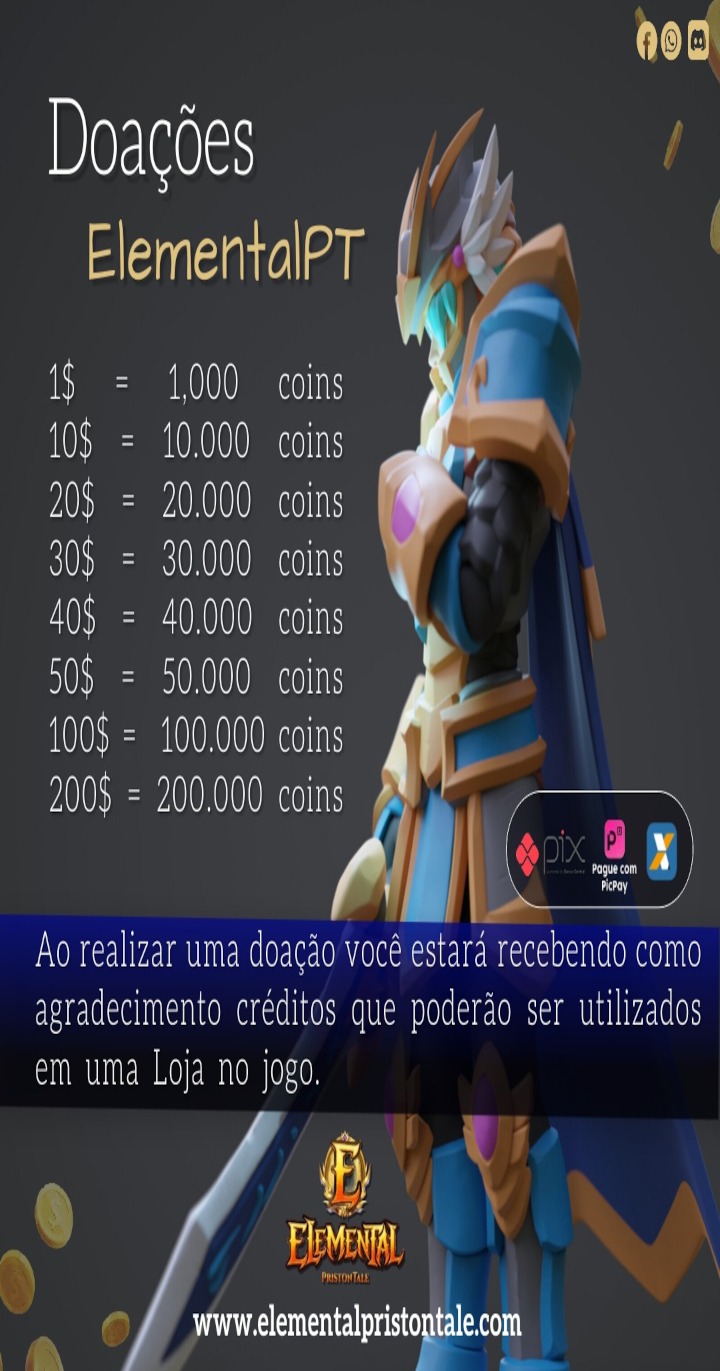 Doações
ElementalPT
1$ = 1,000 coins
10$ = 10.000 coins
20$ = 20.000 coins
30$ = 30.000 coins
40$ = 40.000 coins
50$ = 50.000 coins
100$ = 100.000 coins
200$ = 200.000 coins
pix
Pague com
PicPay
Ao realizar uma doação você estará recebendo como
agradecimento créditos que poderão ser utilizados
em uma Loja no jogo.
E
ELEMENTAL
PRISTONTALE
www.elementalpristontale.com